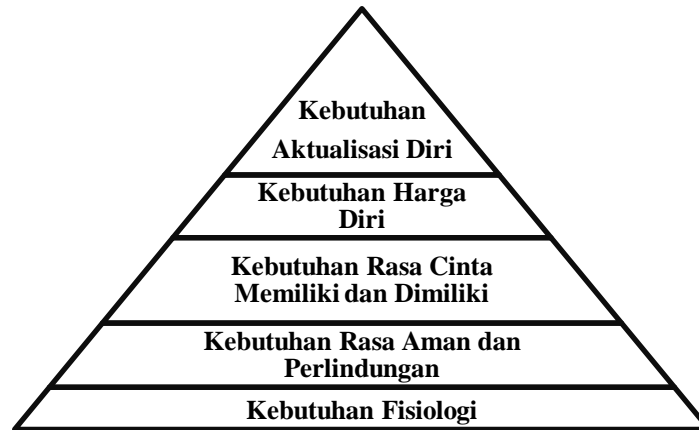 Kebutuhan
Aktualisasi Diri
Kebutuhan Harga
Diri
Kebutuhan Rasa Cinta
Memiliki dan Dimiliki
Kebutuhan Rasa Aman dan
Perlindungan
Kebutuhan Fisiologi